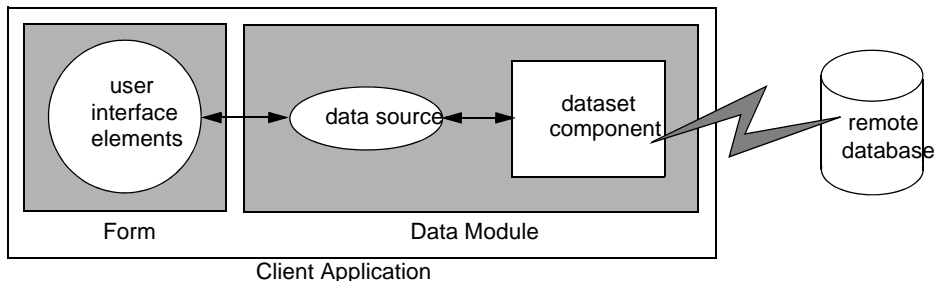 user
interface
elements
data source
dataset
component
remote
database
Form
Data Module
Client Application